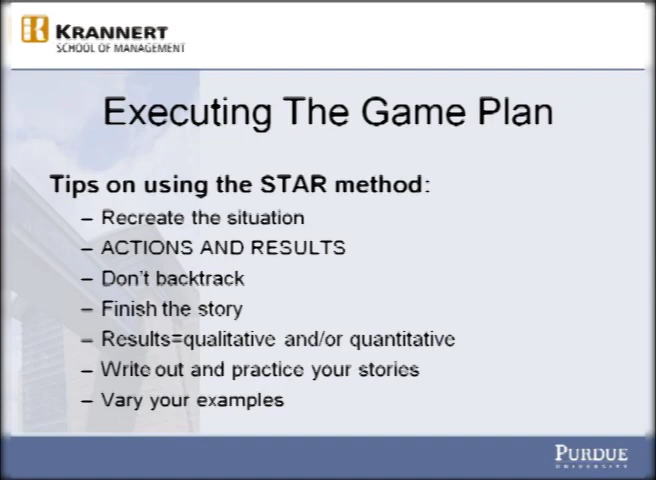 KRANNERT
SCHOOL OF MANAGEMENT
Executing The Game Plan
Tips on using the STAR method:
– Recreate the situation
– ACTIONS AND RESULTS
– Don't backtrack
– Finish the story
– Results=qualitative and/or quantitative
– Write out and practice your stories
– Vary your examples
PURDUE
UNIVERSITY